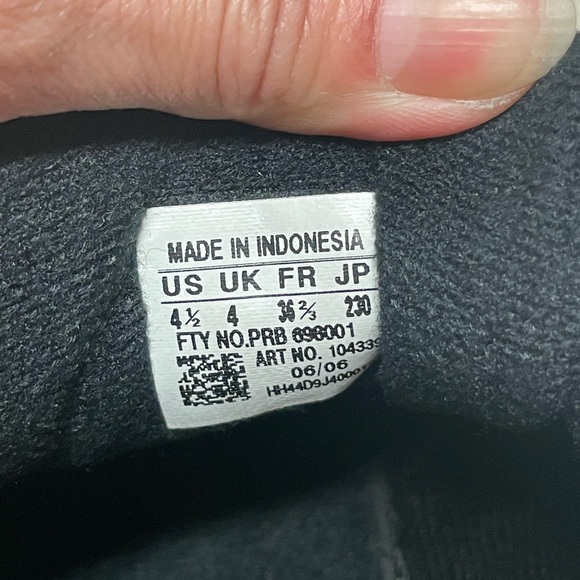 MADE IN INDONESIA
US UK FR JP
4½ 4 36⅔ 230
FTY NO.PRB 698001
ART NO. 104339
06/06